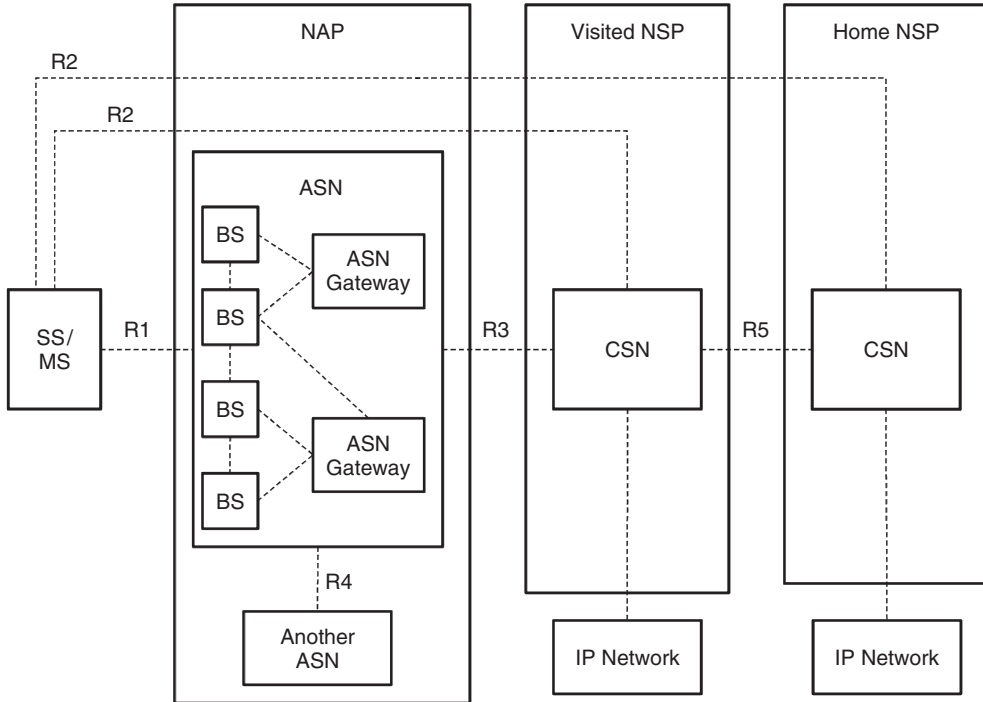 NAP
Visited NSP
Home NSP
R2
R2
ASN
BS
ASN
Gateway
BS
SS/
MS
R1
R3
CSN
R5
CSN
BS
ASN
Gateway
BS
R4
Another
ASN
IP Network
IP Network